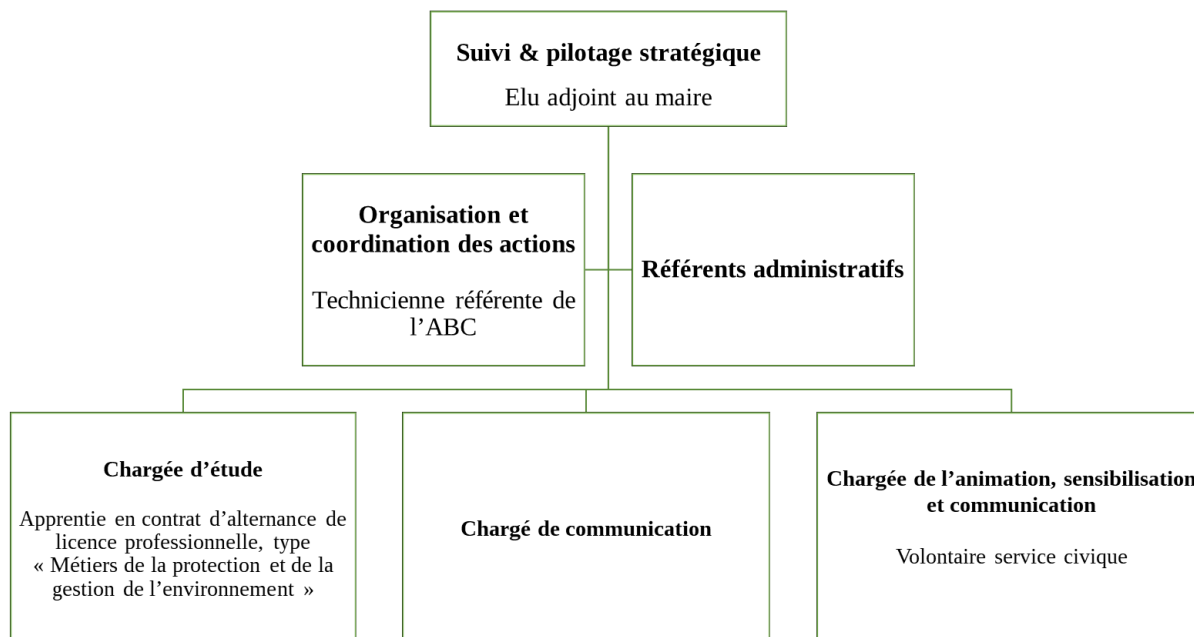 Suivi & pilotage stratégique
Elu adjoint au maire
Organisation et
coordination des actions
Technicienne référente de
l’ABC
Référents administratifs
Chargée d’étude
Apprentie en contrat d’alternance de
licence professionnelle, type
« Métiers de la protection et de la
gestion de l’environnement »
Chargé de communication
Chargée de l’animation, sensibilisation
et communication
Volontaire service civique